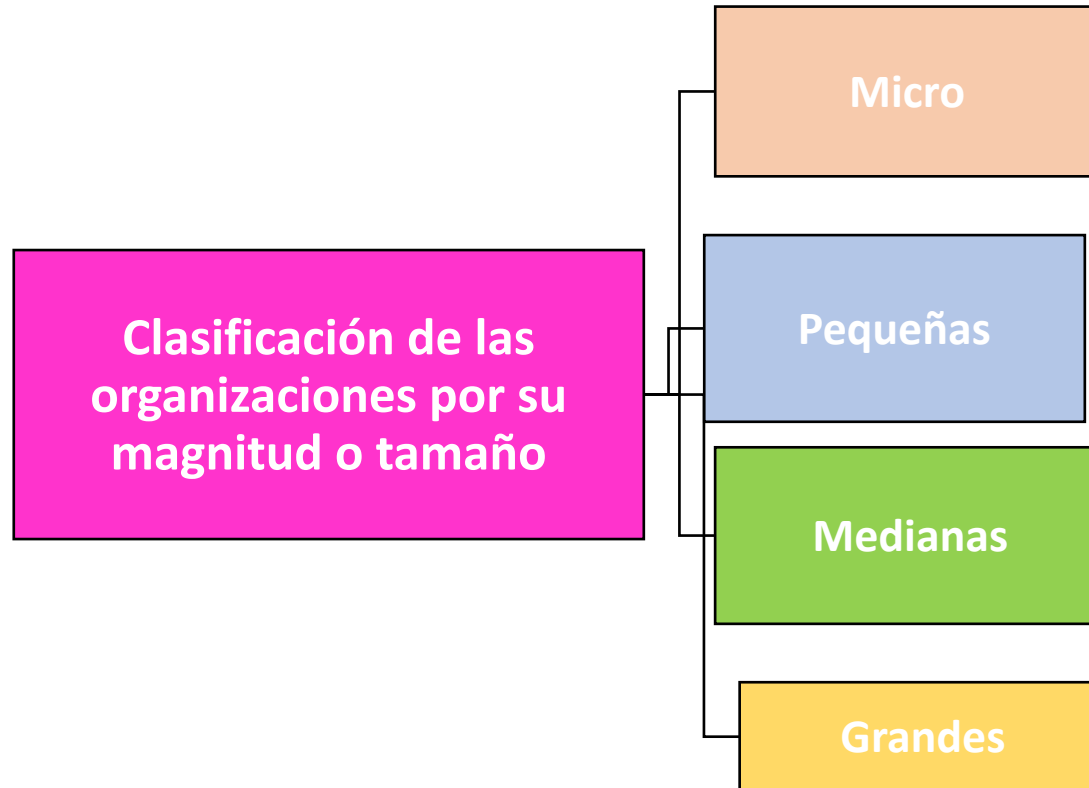 Clasificación de las
organizaciones por su
magnitud o tamaño
Micro
Pequeñas
Medianas
Grandes